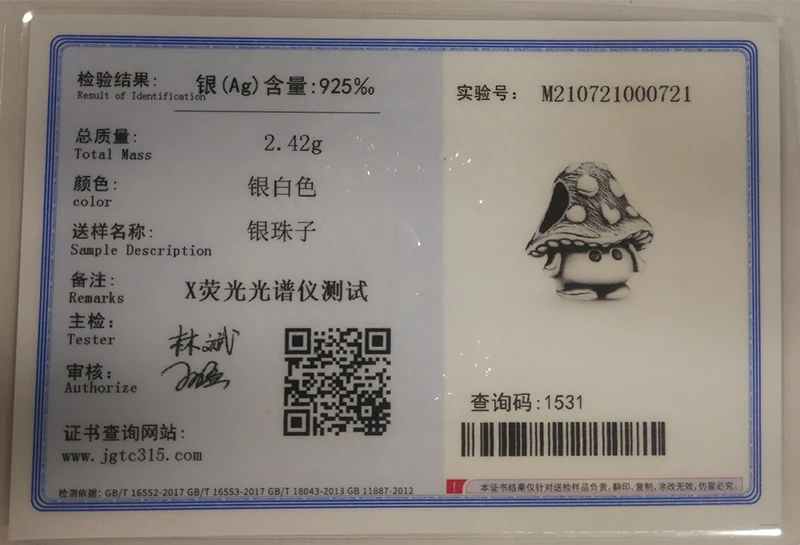 检验结果: 银(Ag)含量:925‰
Result of Identification
总质量: 2.42g
Total Mass
颜色: 银白色
color
送样名称: 银珠子
Sample Description
备注: X荧光光谱仪测试
Remarks
主检: 林斌
Tester
审核:
Authorize
证书查询网站:
www.jgtc315.com
检测依据: GB/T 16552-2017 GB/T 16553-2017 GB/T 18043-2013 GB 11887-2012
实验号: M210721000721
查询码:1531
! 本证书结果仅针对送检样品负责,翻印、复制、涂改无效,仿冒必究。